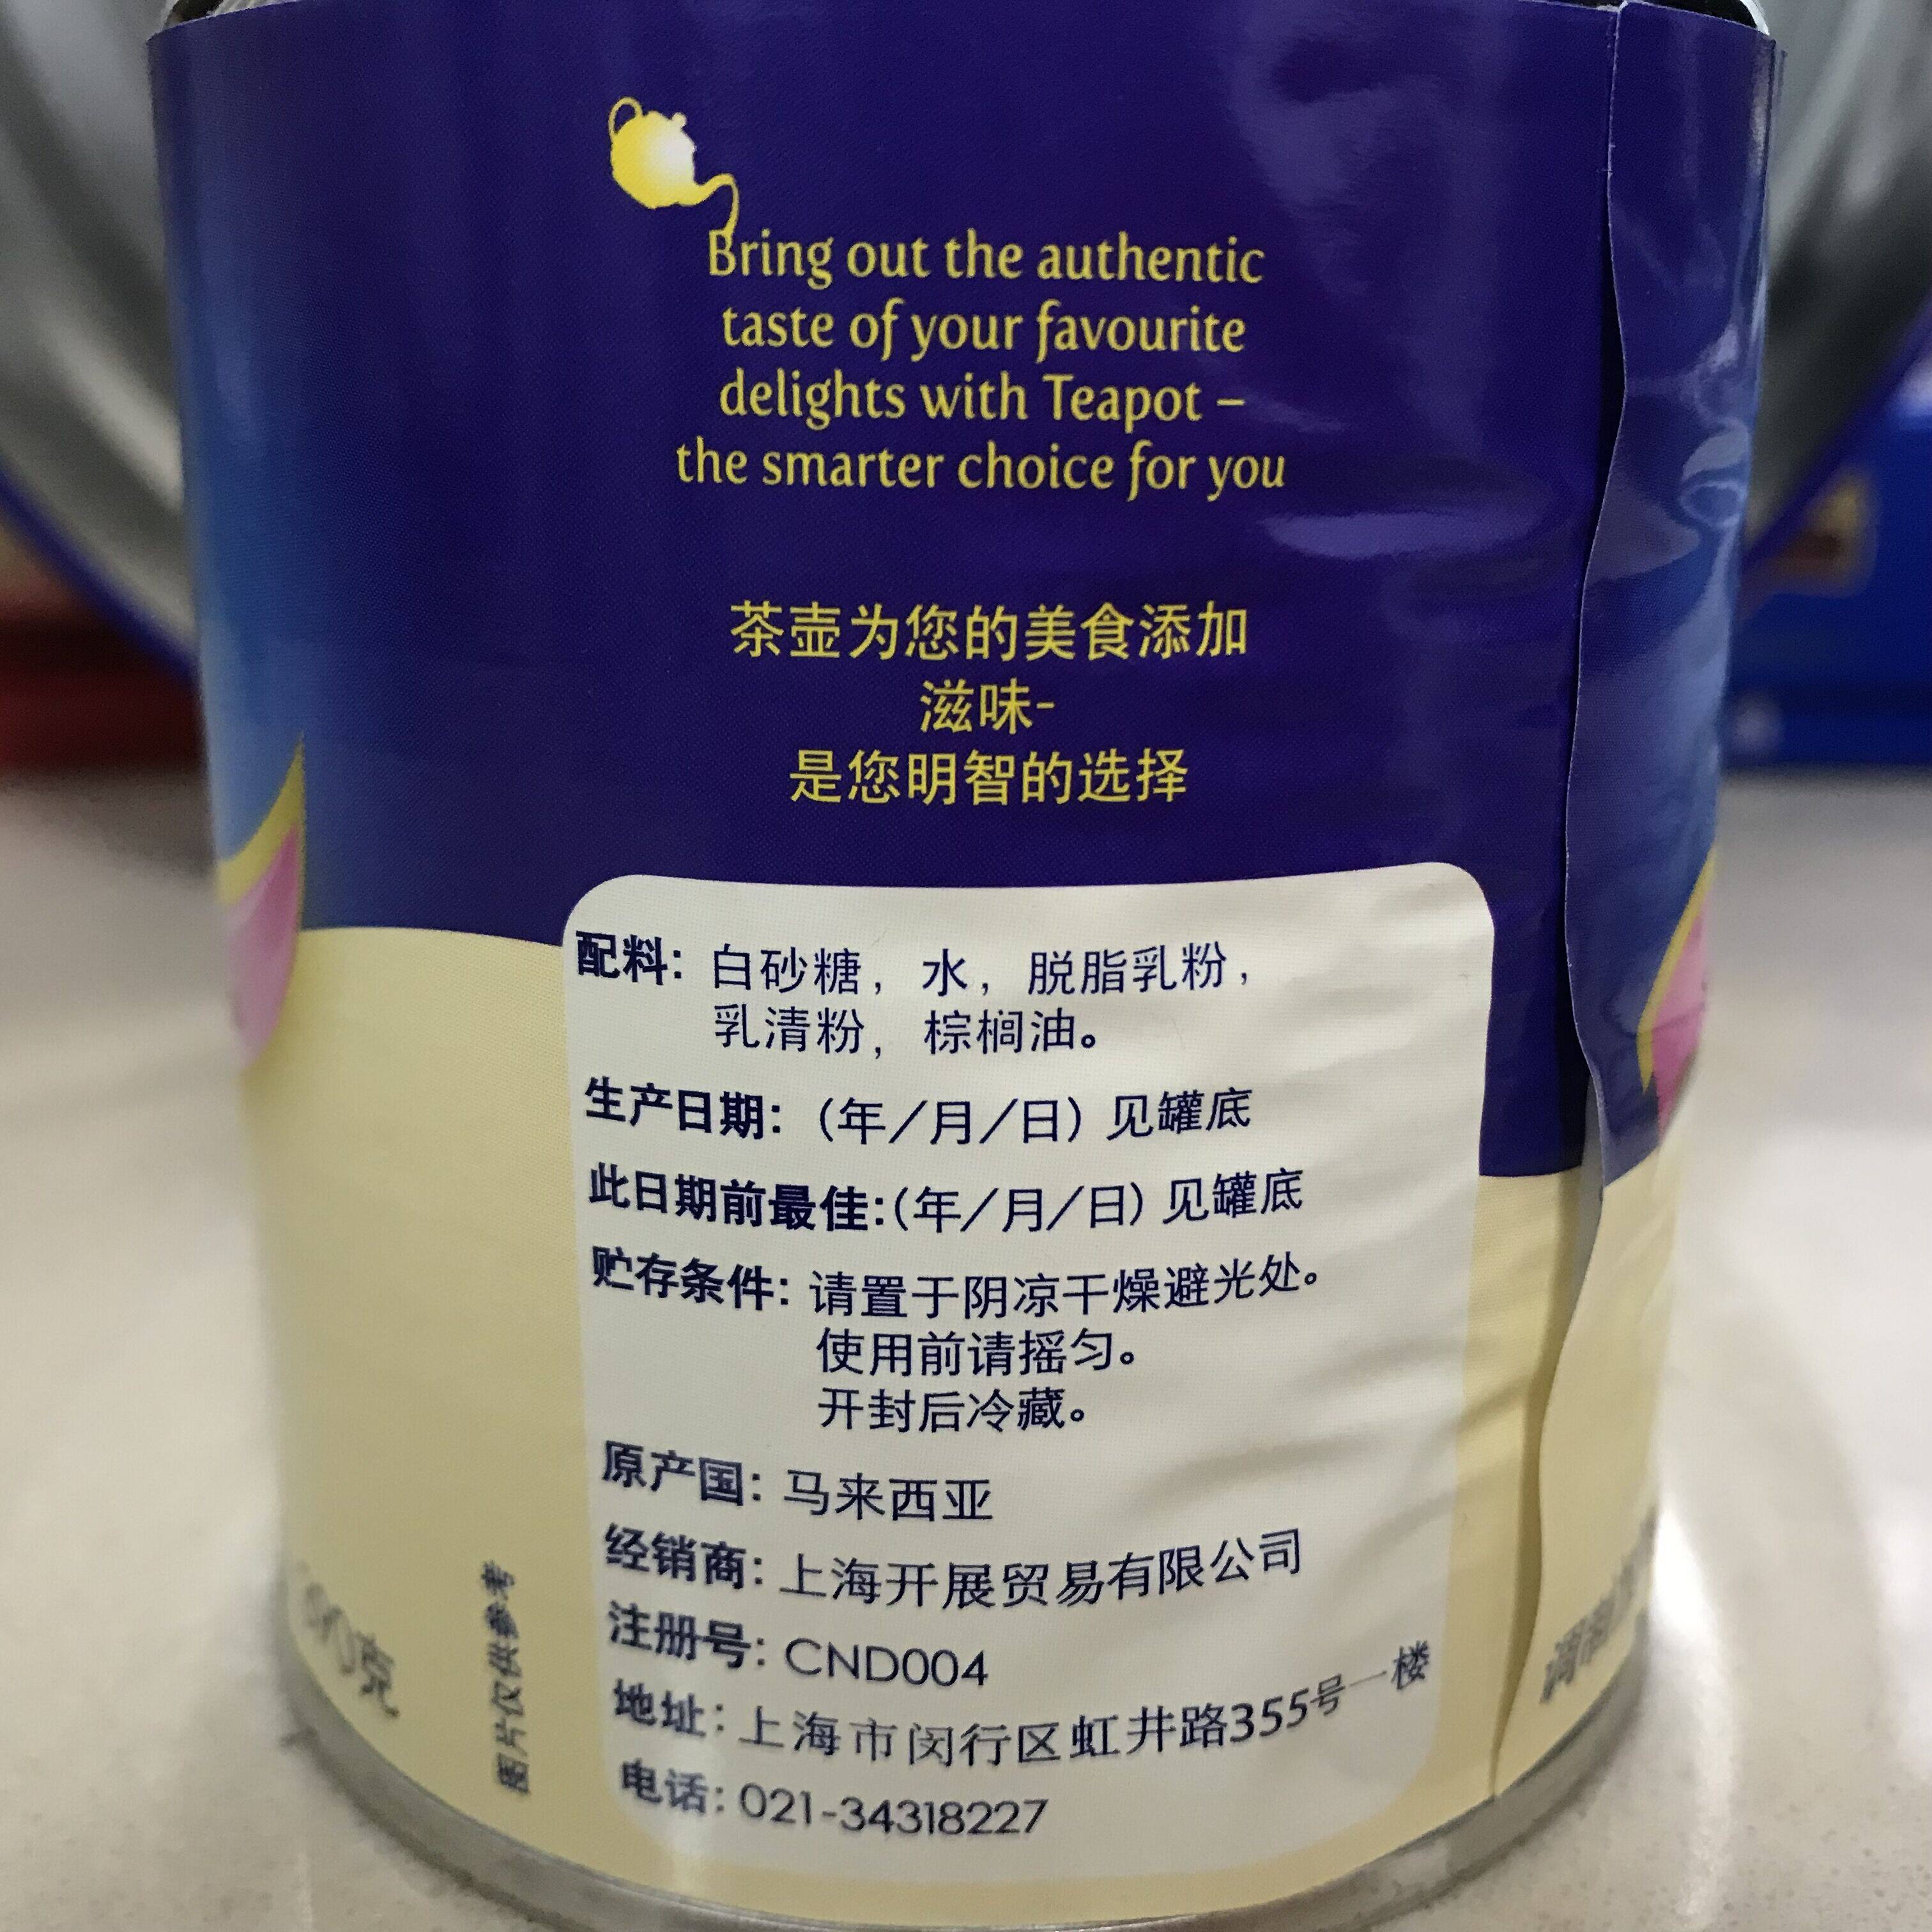 Bring out the authentic
taste of your favourite
delights with Teapot –
the smarter choice for you
茶壶为您的美食添加
滋味-
是您明智的选择
配料: 白砂糖, 水, 脱脂乳粉,
乳清粉, 棕榈油。
生产日期: (年/月/日) 见罐底
此日期前最佳:(年/月/日) 见罐底
贮存条件: 请置于阴凉干燥避光处。
使用前请摇匀。
开封后冷藏。
原产国: 马来西亚
经销商: 上海开展贸易有限公司
注册号: CND004
地址: 上海市闵行区虹井路355号一楼
电话: 021-34318227
图片仅供参考
克